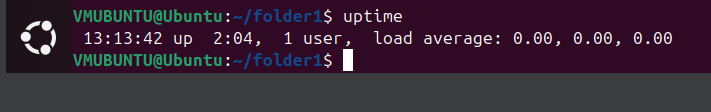 VMUBUNTU@Ubuntu:~/folder1$ uptime
 13:13:42 up  2:04,  1 user,  load average: 0.00, 0.00, 0.00
VMUBUNTU@Ubuntu:~/folder1$